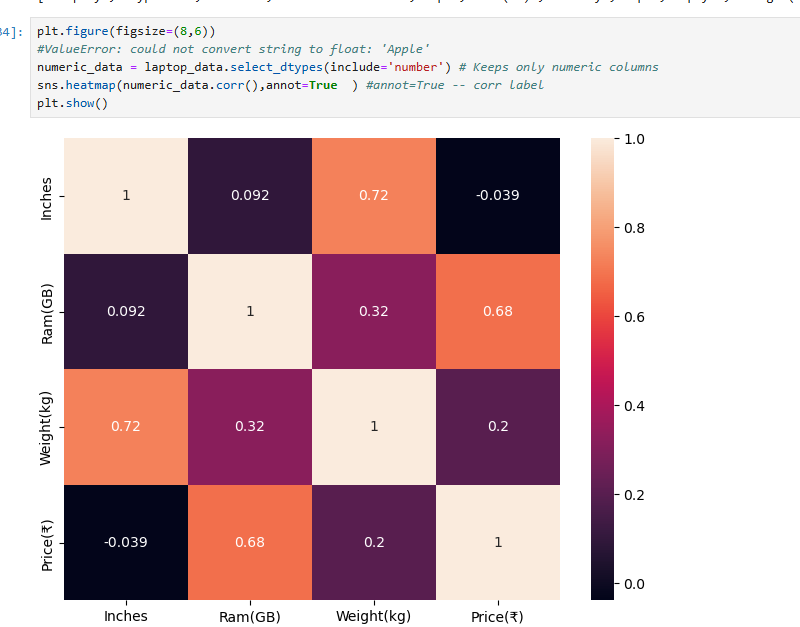 4]:
plt.figure(figsize=(8,6))
#ValueError: could not convert string to float: 'Apple'
numeric_data = laptop_data.select_dtypes(include='number') # Keeps only numeric columns
sns.heatmap(numeric_data.corr(),annot=True  ) #annot=True -- corr label
plt.show()
Inches 1 0.092 0.72 -0.039
Ram(GB) 0.092 1 0.32 0.68
Weight(kg) 0.72 0.32 1 0.2
Price(₹) -0.039 0.68 0.2 1
Inches Ram(GB) Weight(kg) Price(₹)
1.0
0.8
0.6
0.4
0.2
0.0